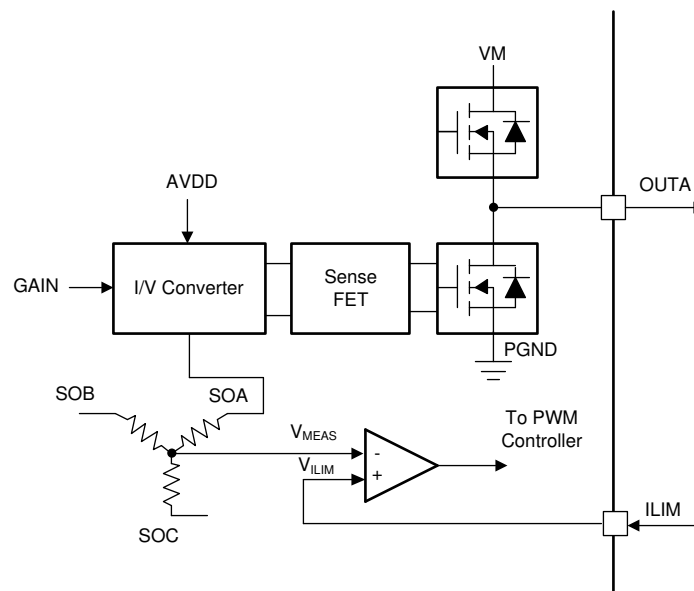 VM
AVDD
OUTA
GAIN
I/V Converter
Sense
FET
PGND
SOB
SOA
VMEAS
-
VILIM
+
To PWM
Controller
SOC
ILIM